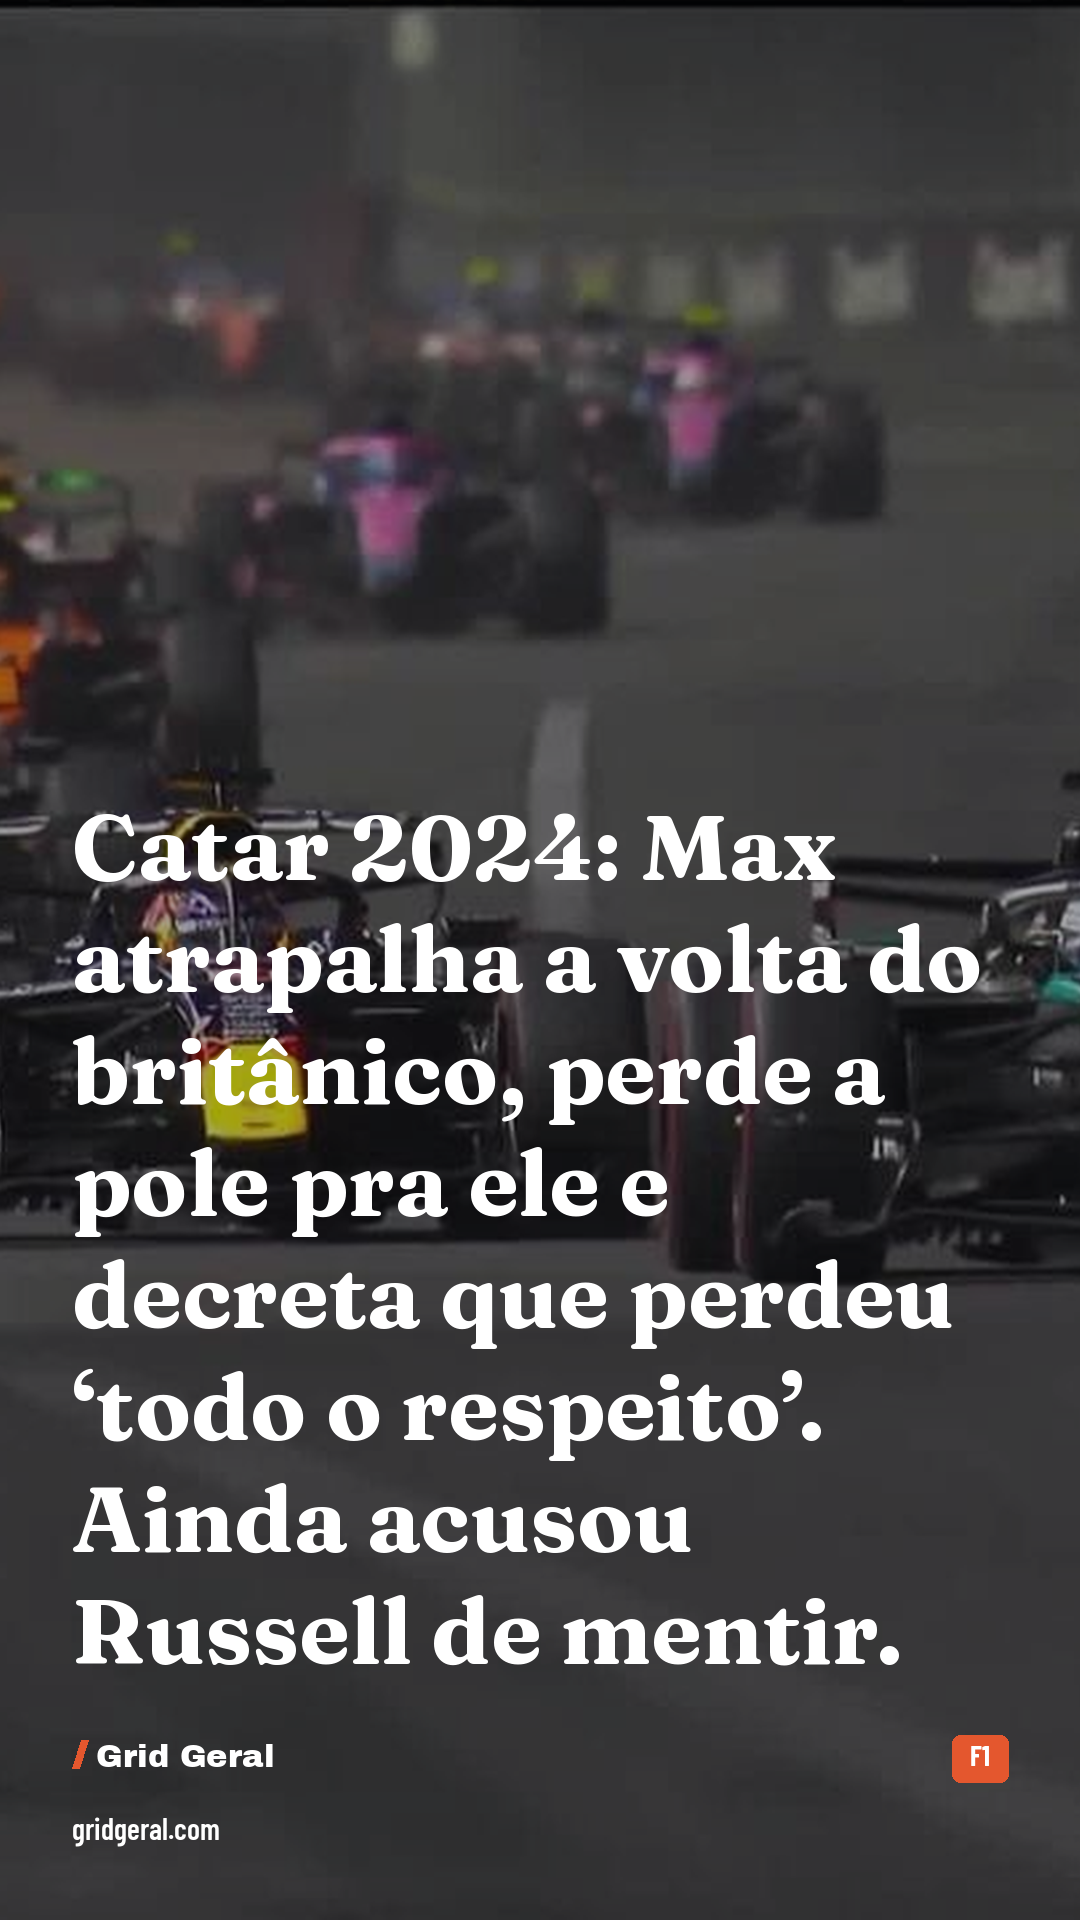 Catar 2024: Max
atrapalha a volta do
britânico, perde a
pole pra ele e
decreta que perdeu
‘todo o respeito’.
Ainda acusou
Russell de mentir.
/ Grid Geral
F1
gridgeral.com